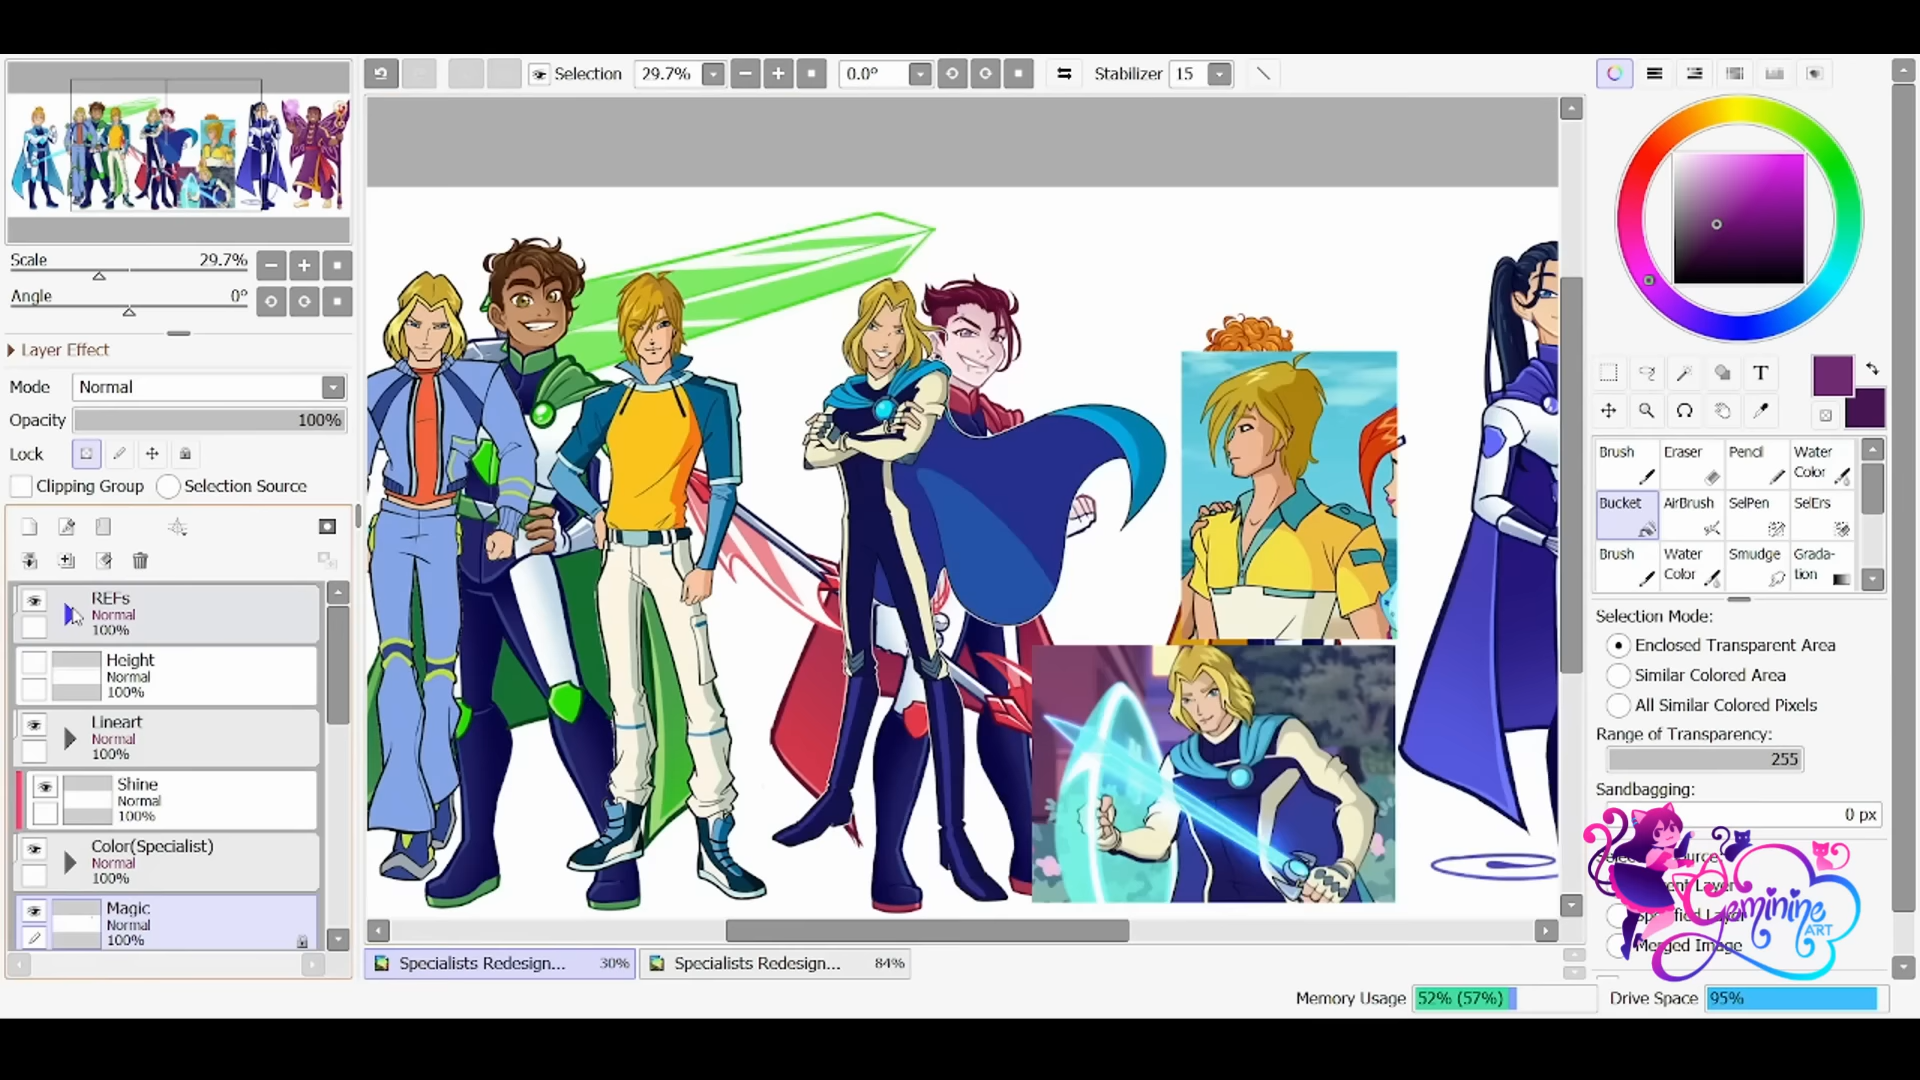 Selection
29.7%
0.0°
Stabilizer
15
Scale
29.7%
Angle
0°
Layer Effect
Mode
Normal
Opacity
100%
Lock
Clipping Group
Selection Source
REFs
Normal
100%
Height
Normal
100%
Lineart
Normal
100%
Shine
Normal
100%
Color(Specialist)
Normal
100%
Magic
Normal
100%
Specialists Redesign...
30%
Specialists Redesign...
84%
Memory Usage
52% (57%)
Drive Space
95%
T
Brush
Eraser
Pencil
Water
Color
Bucket
AirBrush
SelPen
SelErs
Brush
Water
Color
Smudge
Grada-
tion
Selection Mode:
Enclosed Transparent Area
Similar Colored Area
All Similar Colored Pixels
Range of Transparency:
255
Sandbagging:
0 px
Merged Image
Geminine
ART